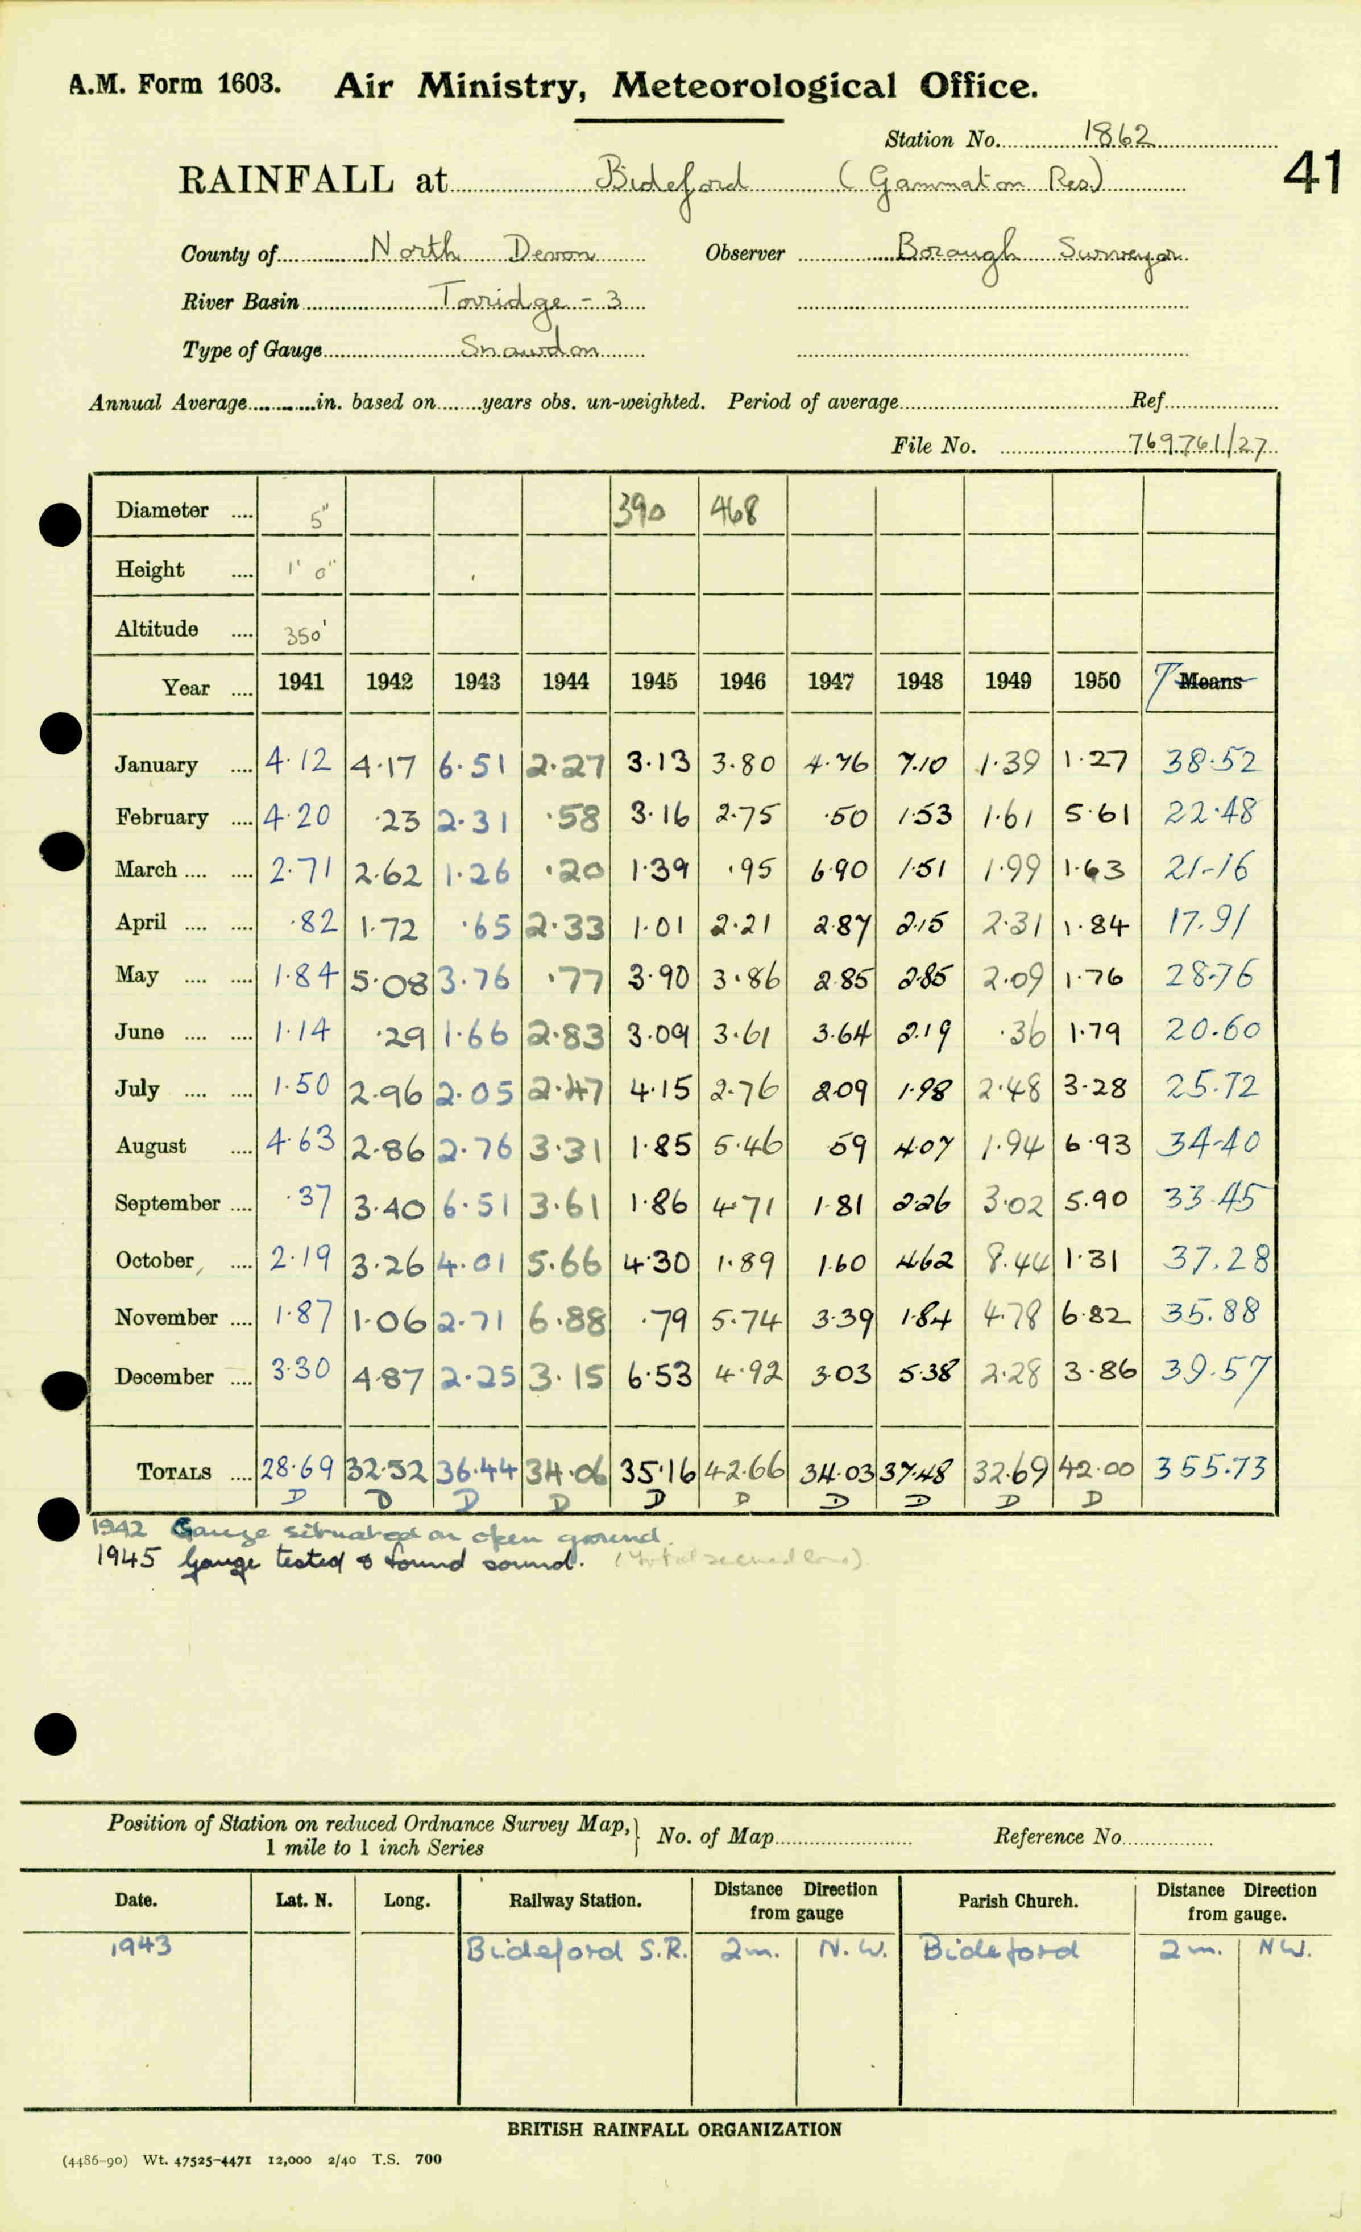 A.M. Form 1603. Air Ministry, Meteorological Office.
Station No. 1862
41
RAINFALL at Bideford (Gammaton Res.)
County of North Devon Observer Borough Surveyor
River Basin Torridge - 3
Type of Gauge Snowdon
Annual Average in. based on years obs. un-weighted. Period of average Ref
File No. 769761/27
Diameter 5" 390 468
Height 1' 0"
Altitude 350'
Year 1941 1942 1943 1944 1945 1946 1947 1948 1949 1950 T Means
January 4.12 4.17 6.51 2.27 3.13 3.80 4.76 7.10 1.39 1.27 38.52
February 4.20 .23 2.31 .58 3.16 2.75 .50 1.53 1.61 5.61 22.48
March 2.71 2.62 1.26 .20 1.39 .95 6.90 1.51 1.99 1.63 21.16
April .82 1.72 .65 2.33 1.01 2.21 2.87 2.15 2.31 1.84 17.91
May 1.84 5.08 3.76 .77 3.90 3.86 2.85 2.85 2.09 1.76 28.76
June 1.14 .29 1.66 2.83 3.09 3.61 3.64 2.19 .36 1.79 20.60
July 1.50 2.96 2.05 2.47 4.15 2.76 2.09 1.98 2.48 3.28 25.72
August 4.63 2.86 2.76 3.31 1.85 5.46 .59 4.07 1.94 6.93 34.40
September .37 3.40 6.51 3.61 1.86 4.71 1.81 2.26 3.02 5.90 33.45
October 2.19 3.26 4.01 5.66 4.30 1.89 1.60 4.62 8.44 1.31 37.28
November 1.87 1.06 2.71 6.88 .79 5.74 3.39 1.84 4.78 6.82 35.88
December 3.30 4.87 2.25 3.15 6.53 4.92 3.03 5.38 2.28 3.86 39.57
TOTALS 28.69 32.52 36.44 34.06 35.16 42.66 34.03 37.48 32.69 42.00 355.73
D D D D D D D D D D
1942 Gauge situated on open ground.
1945 Gauge tested & found sound. (Total seemed low)
Position of Station on reduced Ordnance Survey Map,
1 mile to 1 inch Series
No. of Map Reference No.
Date. Lat. N. Long. Railway Station. Distance Direction from gauge Parish Church. Distance Direction from gauge.
1943 Bideford S.R. 2m. N.W. Bideford 2m. NW.
BRITISH RAINFALL ORGANIZATION
(4486-90) Wt. 47525-4471 12,000 2/40 T.S. 700